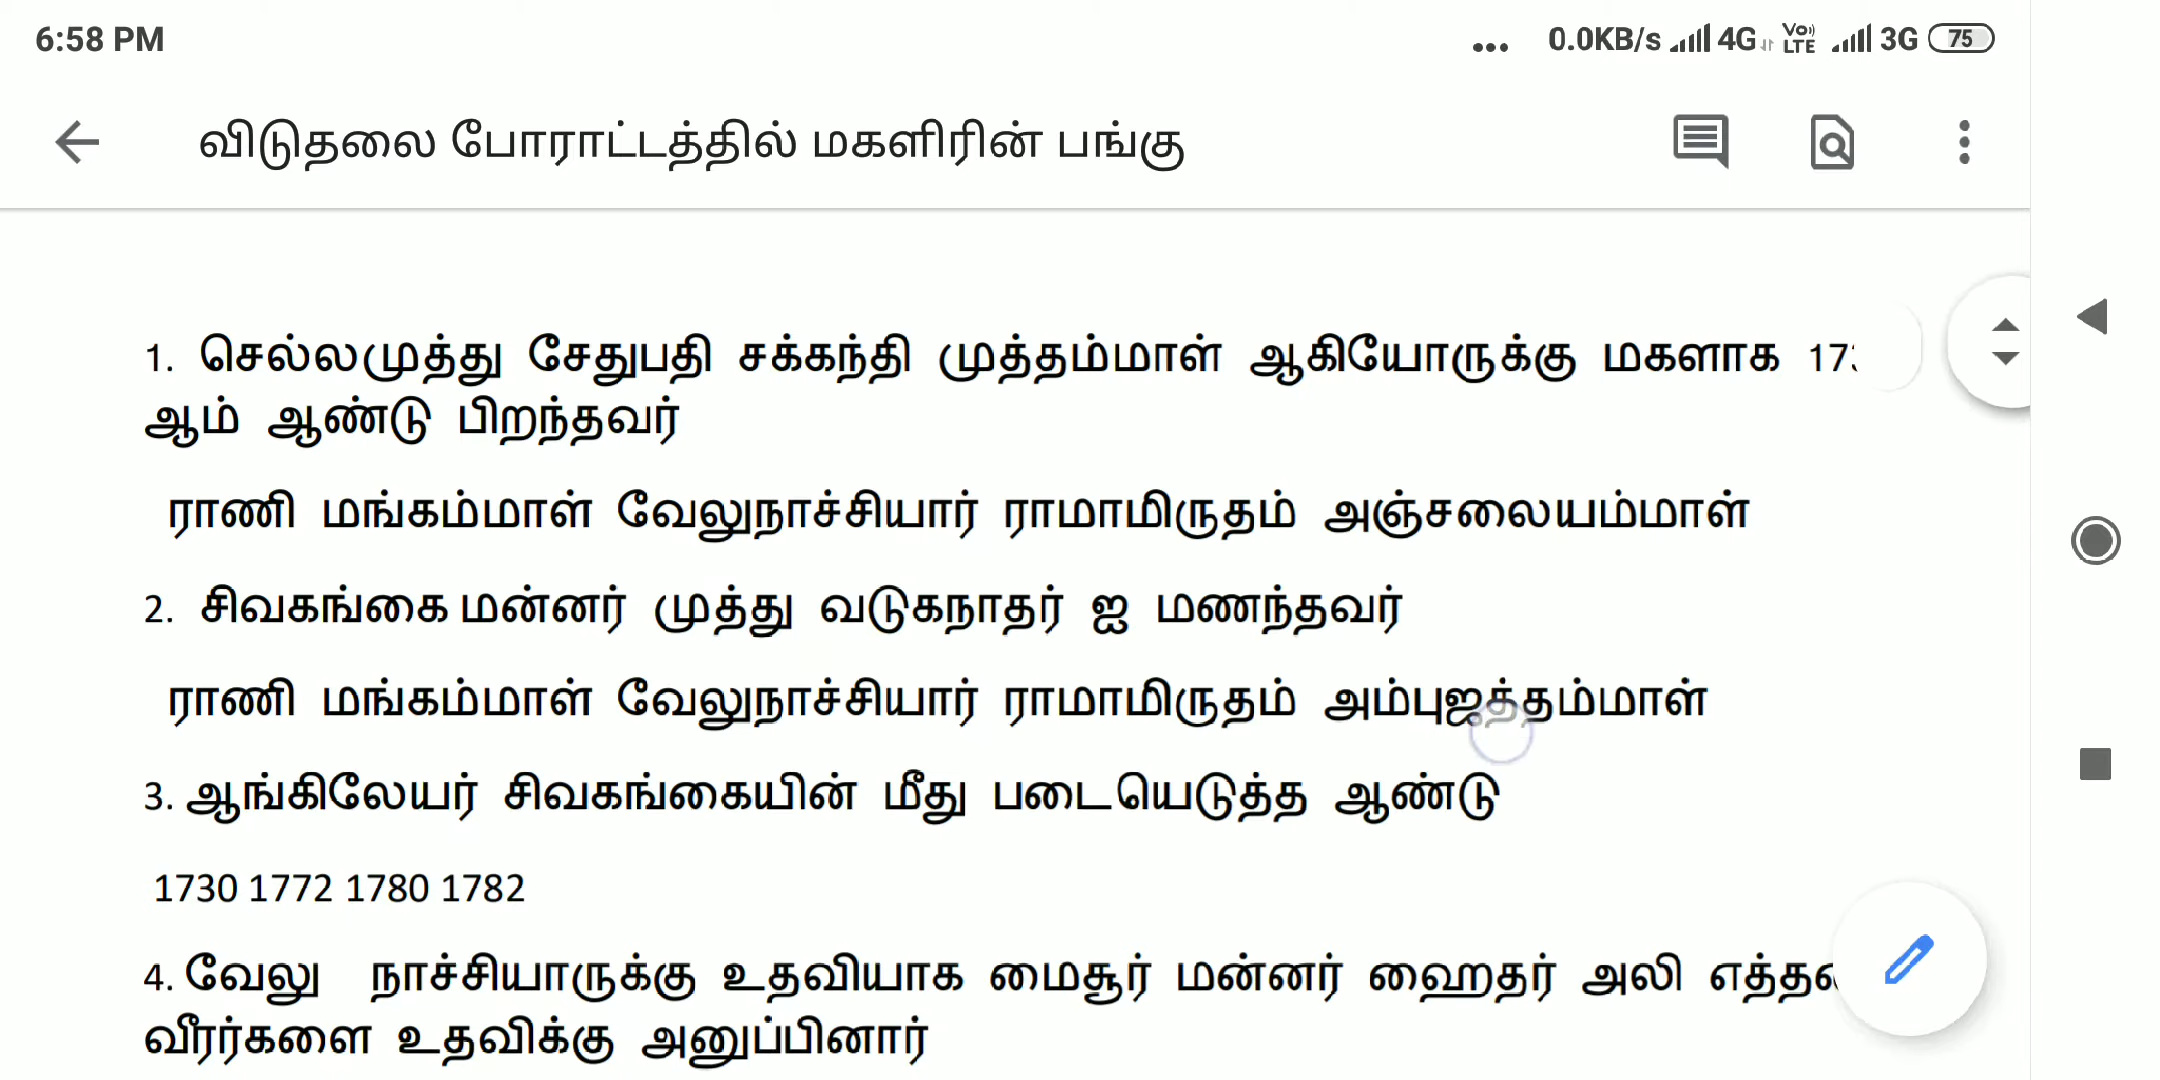 6:58 PM
... 0.0KB/s 4G Vo) LTE 3G 75
விடுதலை போராட்டத்தில் மகளிரின் பங்கு
1. செல்லமுத்து சேதுபதி சக்கந்தி முத்தம்மாள் ஆகியோருக்கு மகளாக
ஆம் ஆண்டு பிறந்தவர்
ராணி மங்கம்மாள் வேலுநாச்சியார் ராமாமிருதம் அஞ்சலையம்மாள்
2. சிவகங்கை மன்னர் முத்து வடுகநாதர் ஐ மணந்தவர்
ராணி மங்கம்மாள் வேலுநாச்சியார் ராமாமிருதம் அம்புஜத்தம்மாள்
3. ஆங்கிலேயர் சிவகங்கையின் மீது படையெடுத்த ஆண்டு
1730 1772 1780 1782
4. வேலு நாச்சியாருக்கு உதவியாக மைசூர் மன்னர் ஹைதர் அலி
வீரர்களை உதவிக்கு அனுப்பினார்